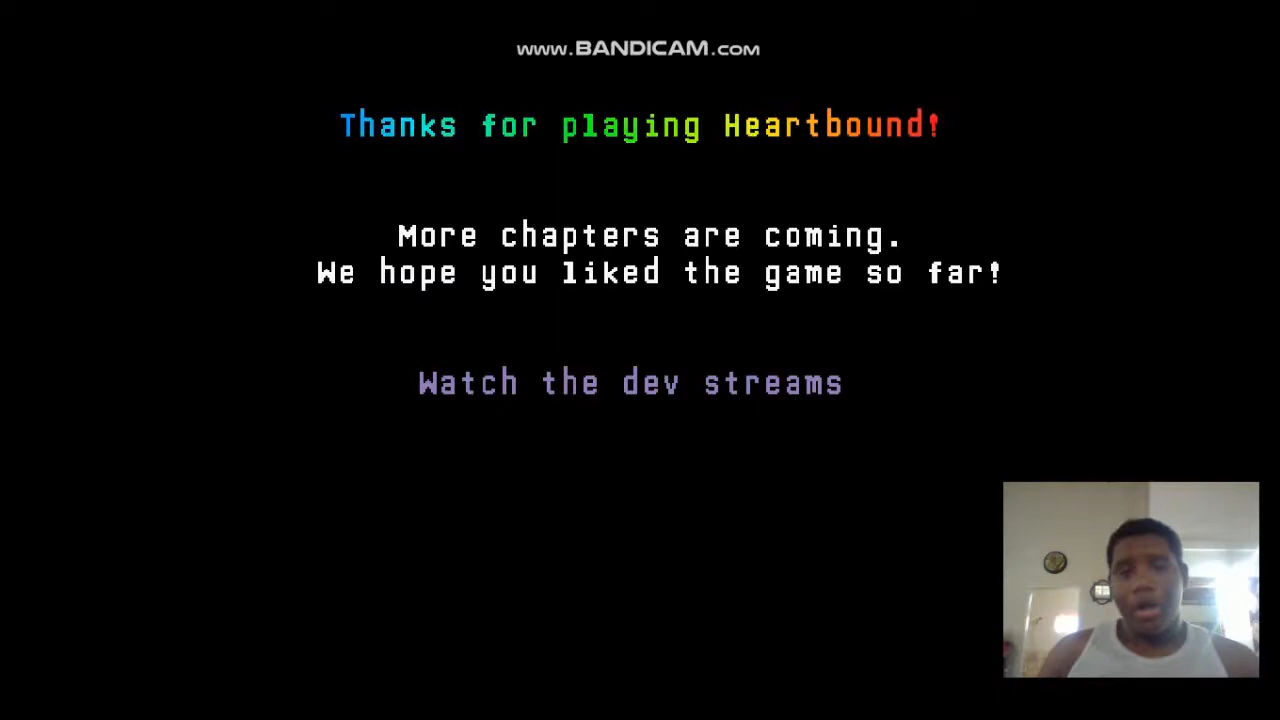 www.BANDICAM.com
Thanks for playing Heartbound!
More chapters are coming.
We hope you liked the game so far!
Watch the dev streams